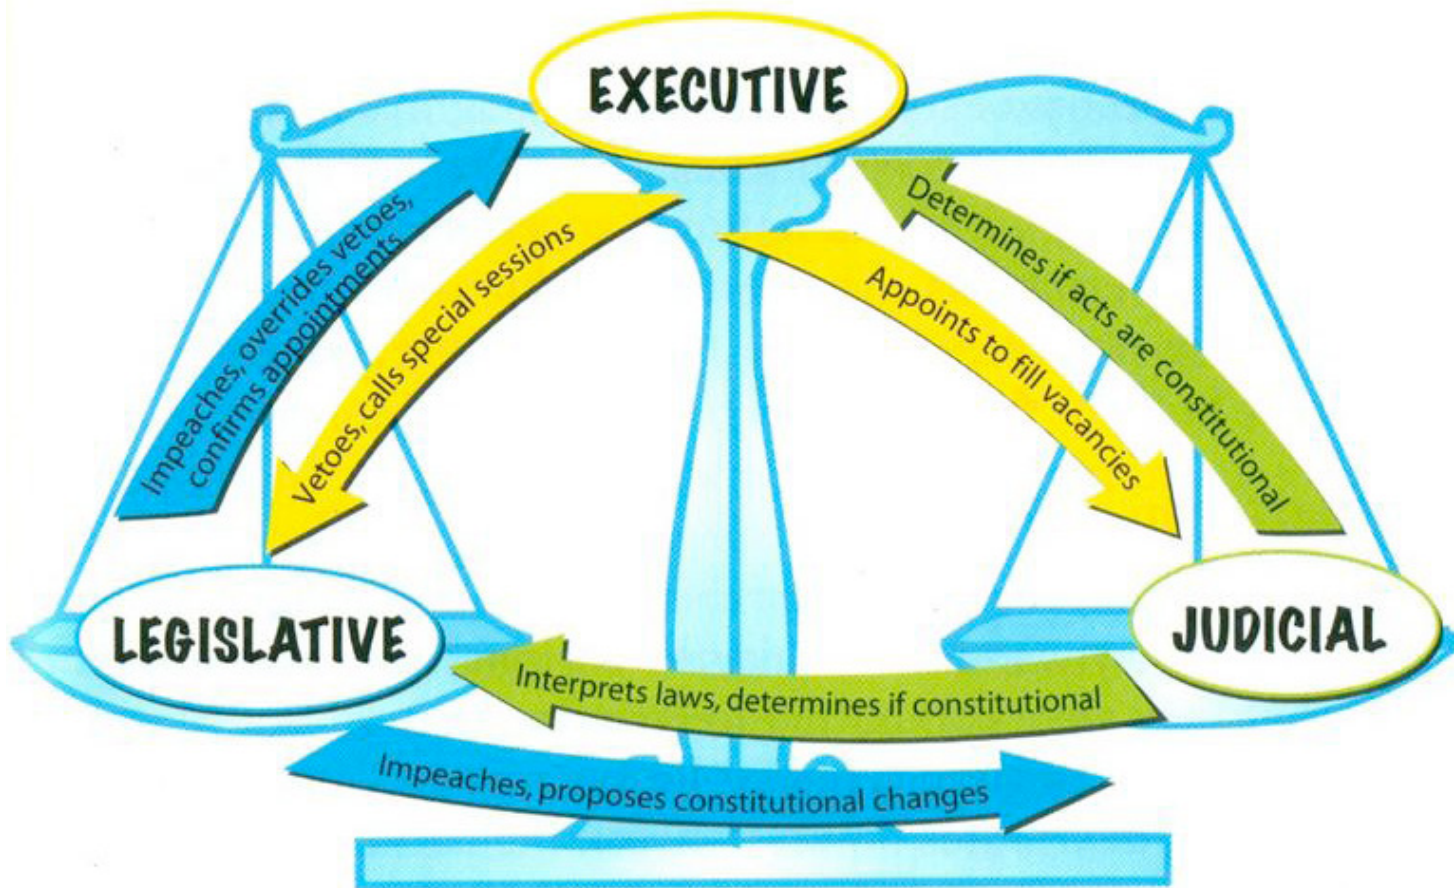 EXECUTIVE
Impeaches, overrides vetoes,
confirms appointments
Vetoes, calls special sessions
Appoints to fill vacancies
Determines if acts are constitutional
LEGISLATIVE
JUDICIAL
Interprets laws, determines if constitutional
Impeaches, proposes constitutional changes